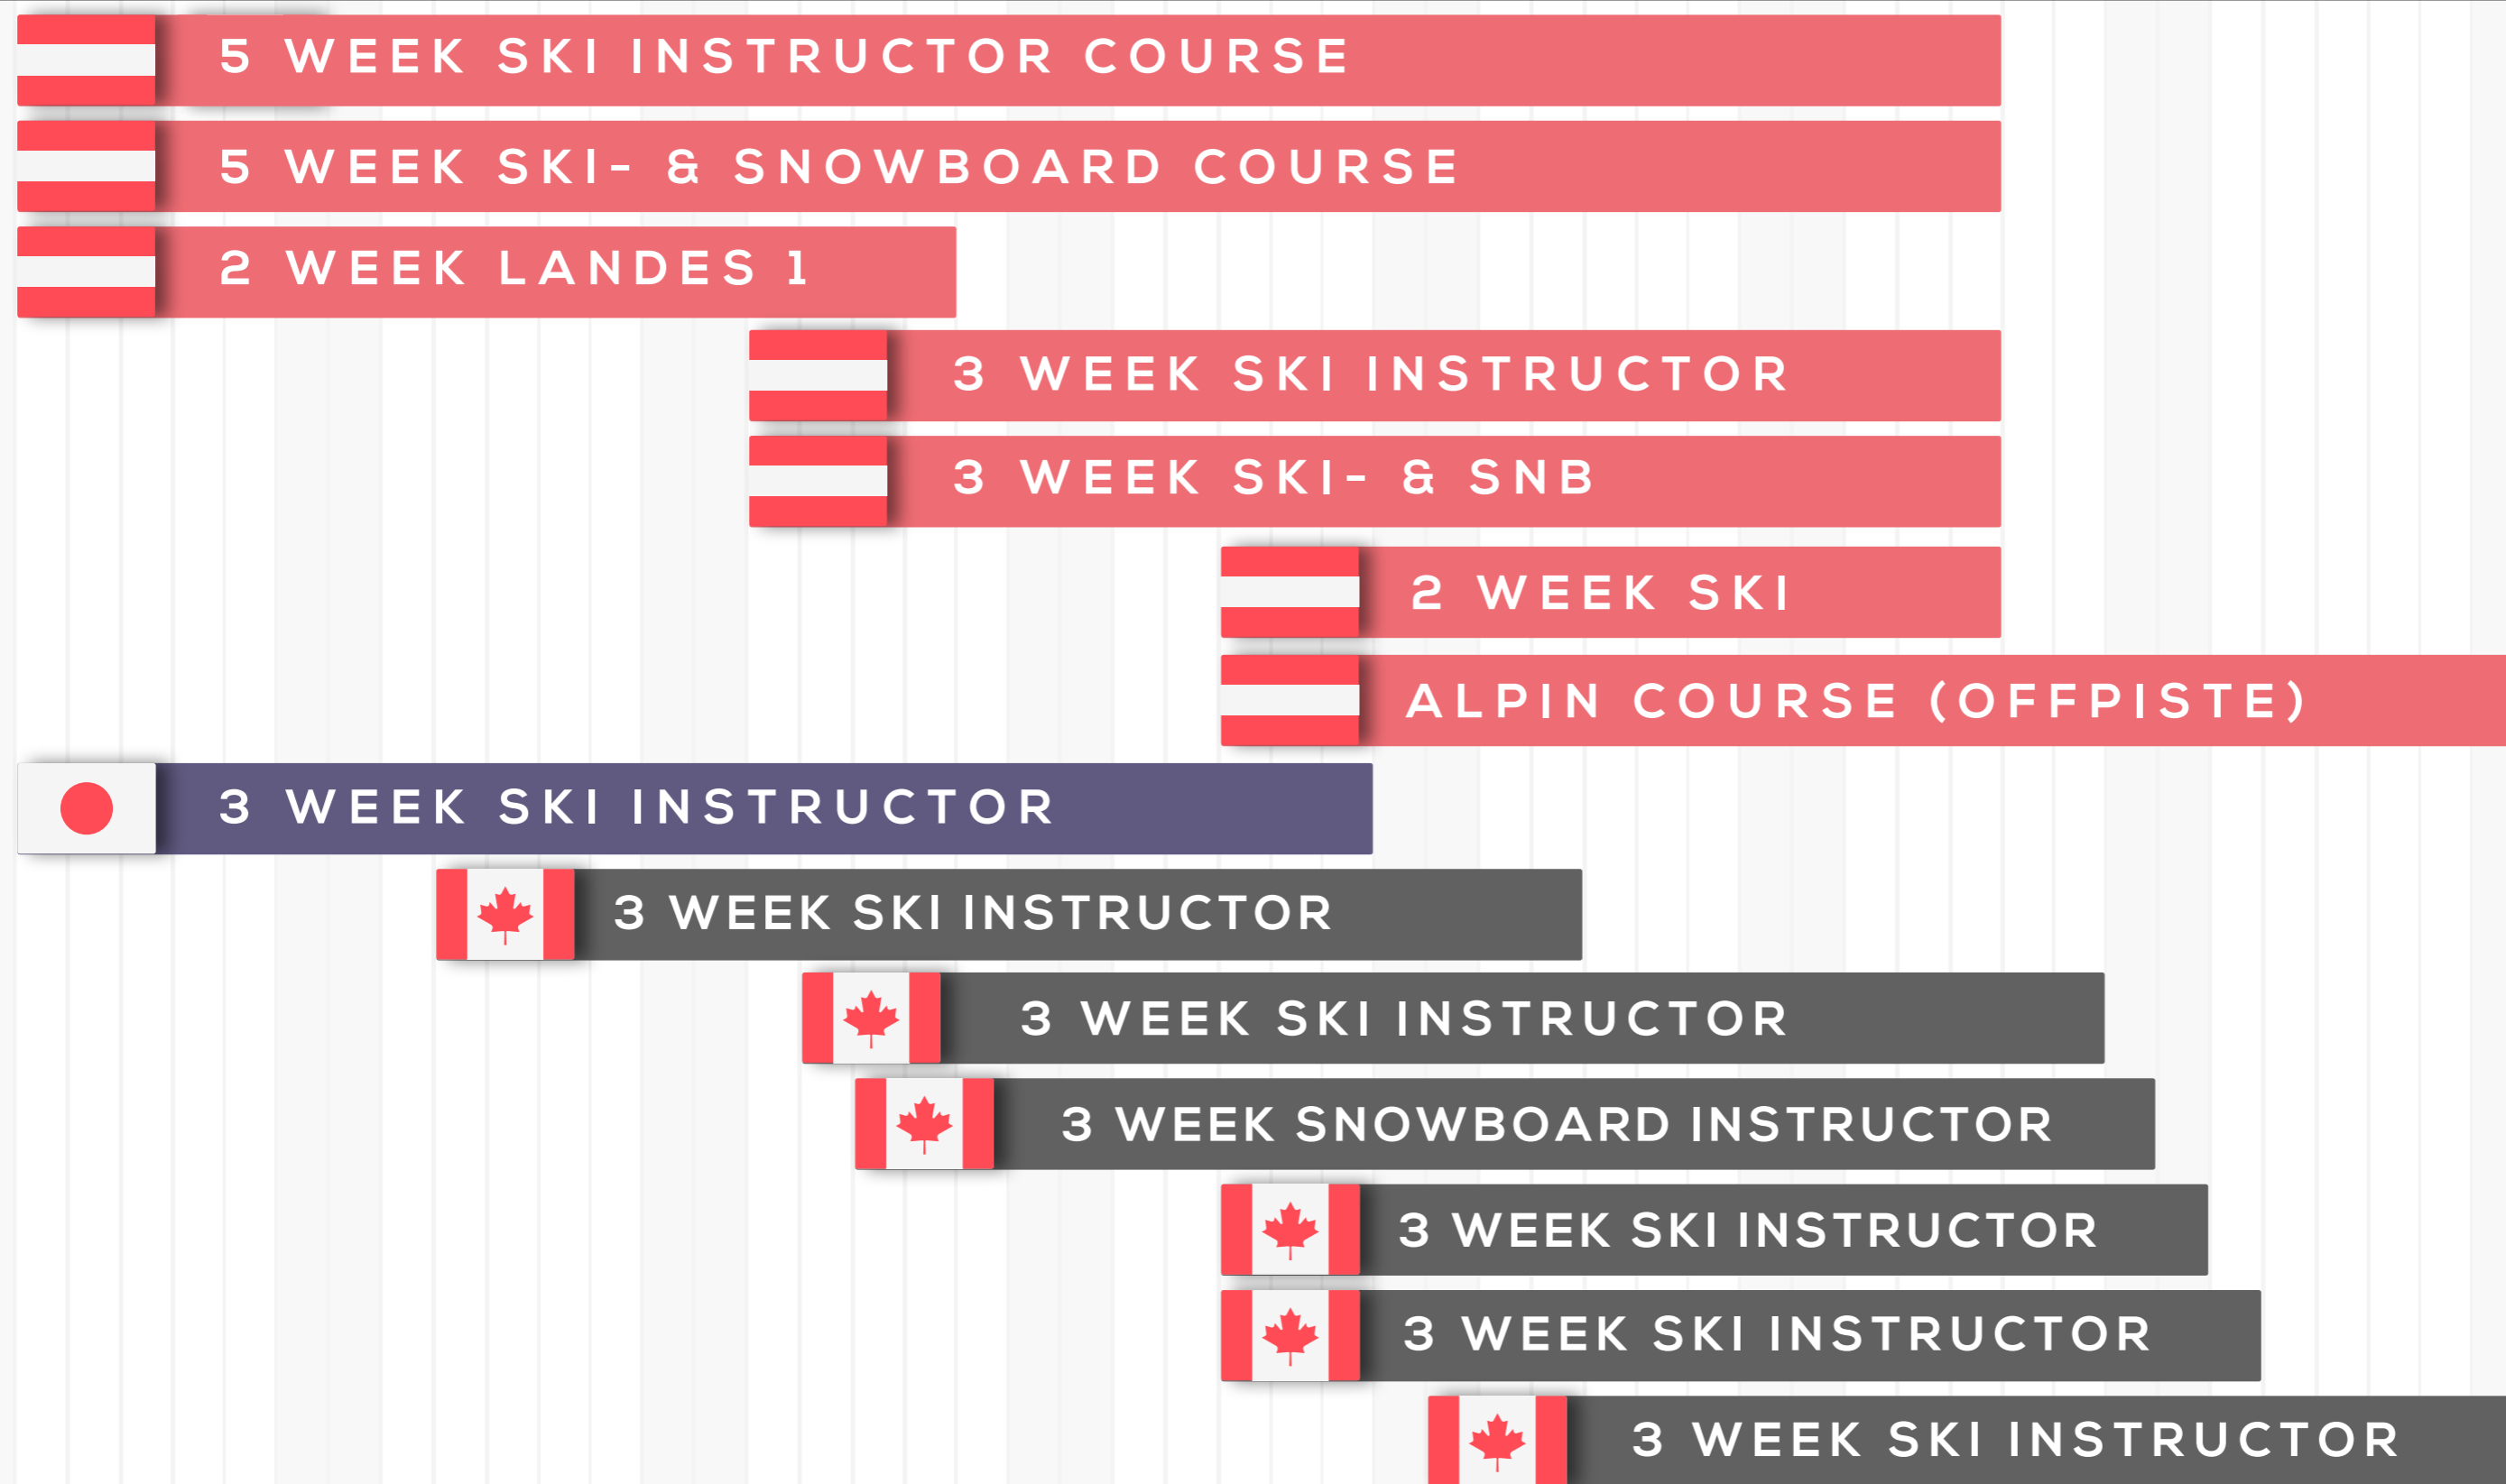 5 WEEK SKI INSTRUCTOR COURSE
5 WEEK SKI- & SNOWBOARD COURSE
2 WEEK LANDES 1
3 WEEK SKI INSTRUCTOR
3 WEEK SKI- & SNB
2 WEEK SKI
ALPIN COURSE (OFFPISTE)
3 WEEK SKI INSTRUCTOR
3 WEEK SKI INSTRUCTOR
3 WEEK SKI INSTRUCTOR
3 WEEK SNOWBOARD INSTRUCTOR
3 WEEK SKI INSTRUCTOR
3 WEEK SKI INSTRUCTOR
3 WEEK SKI INSTRUCTOR